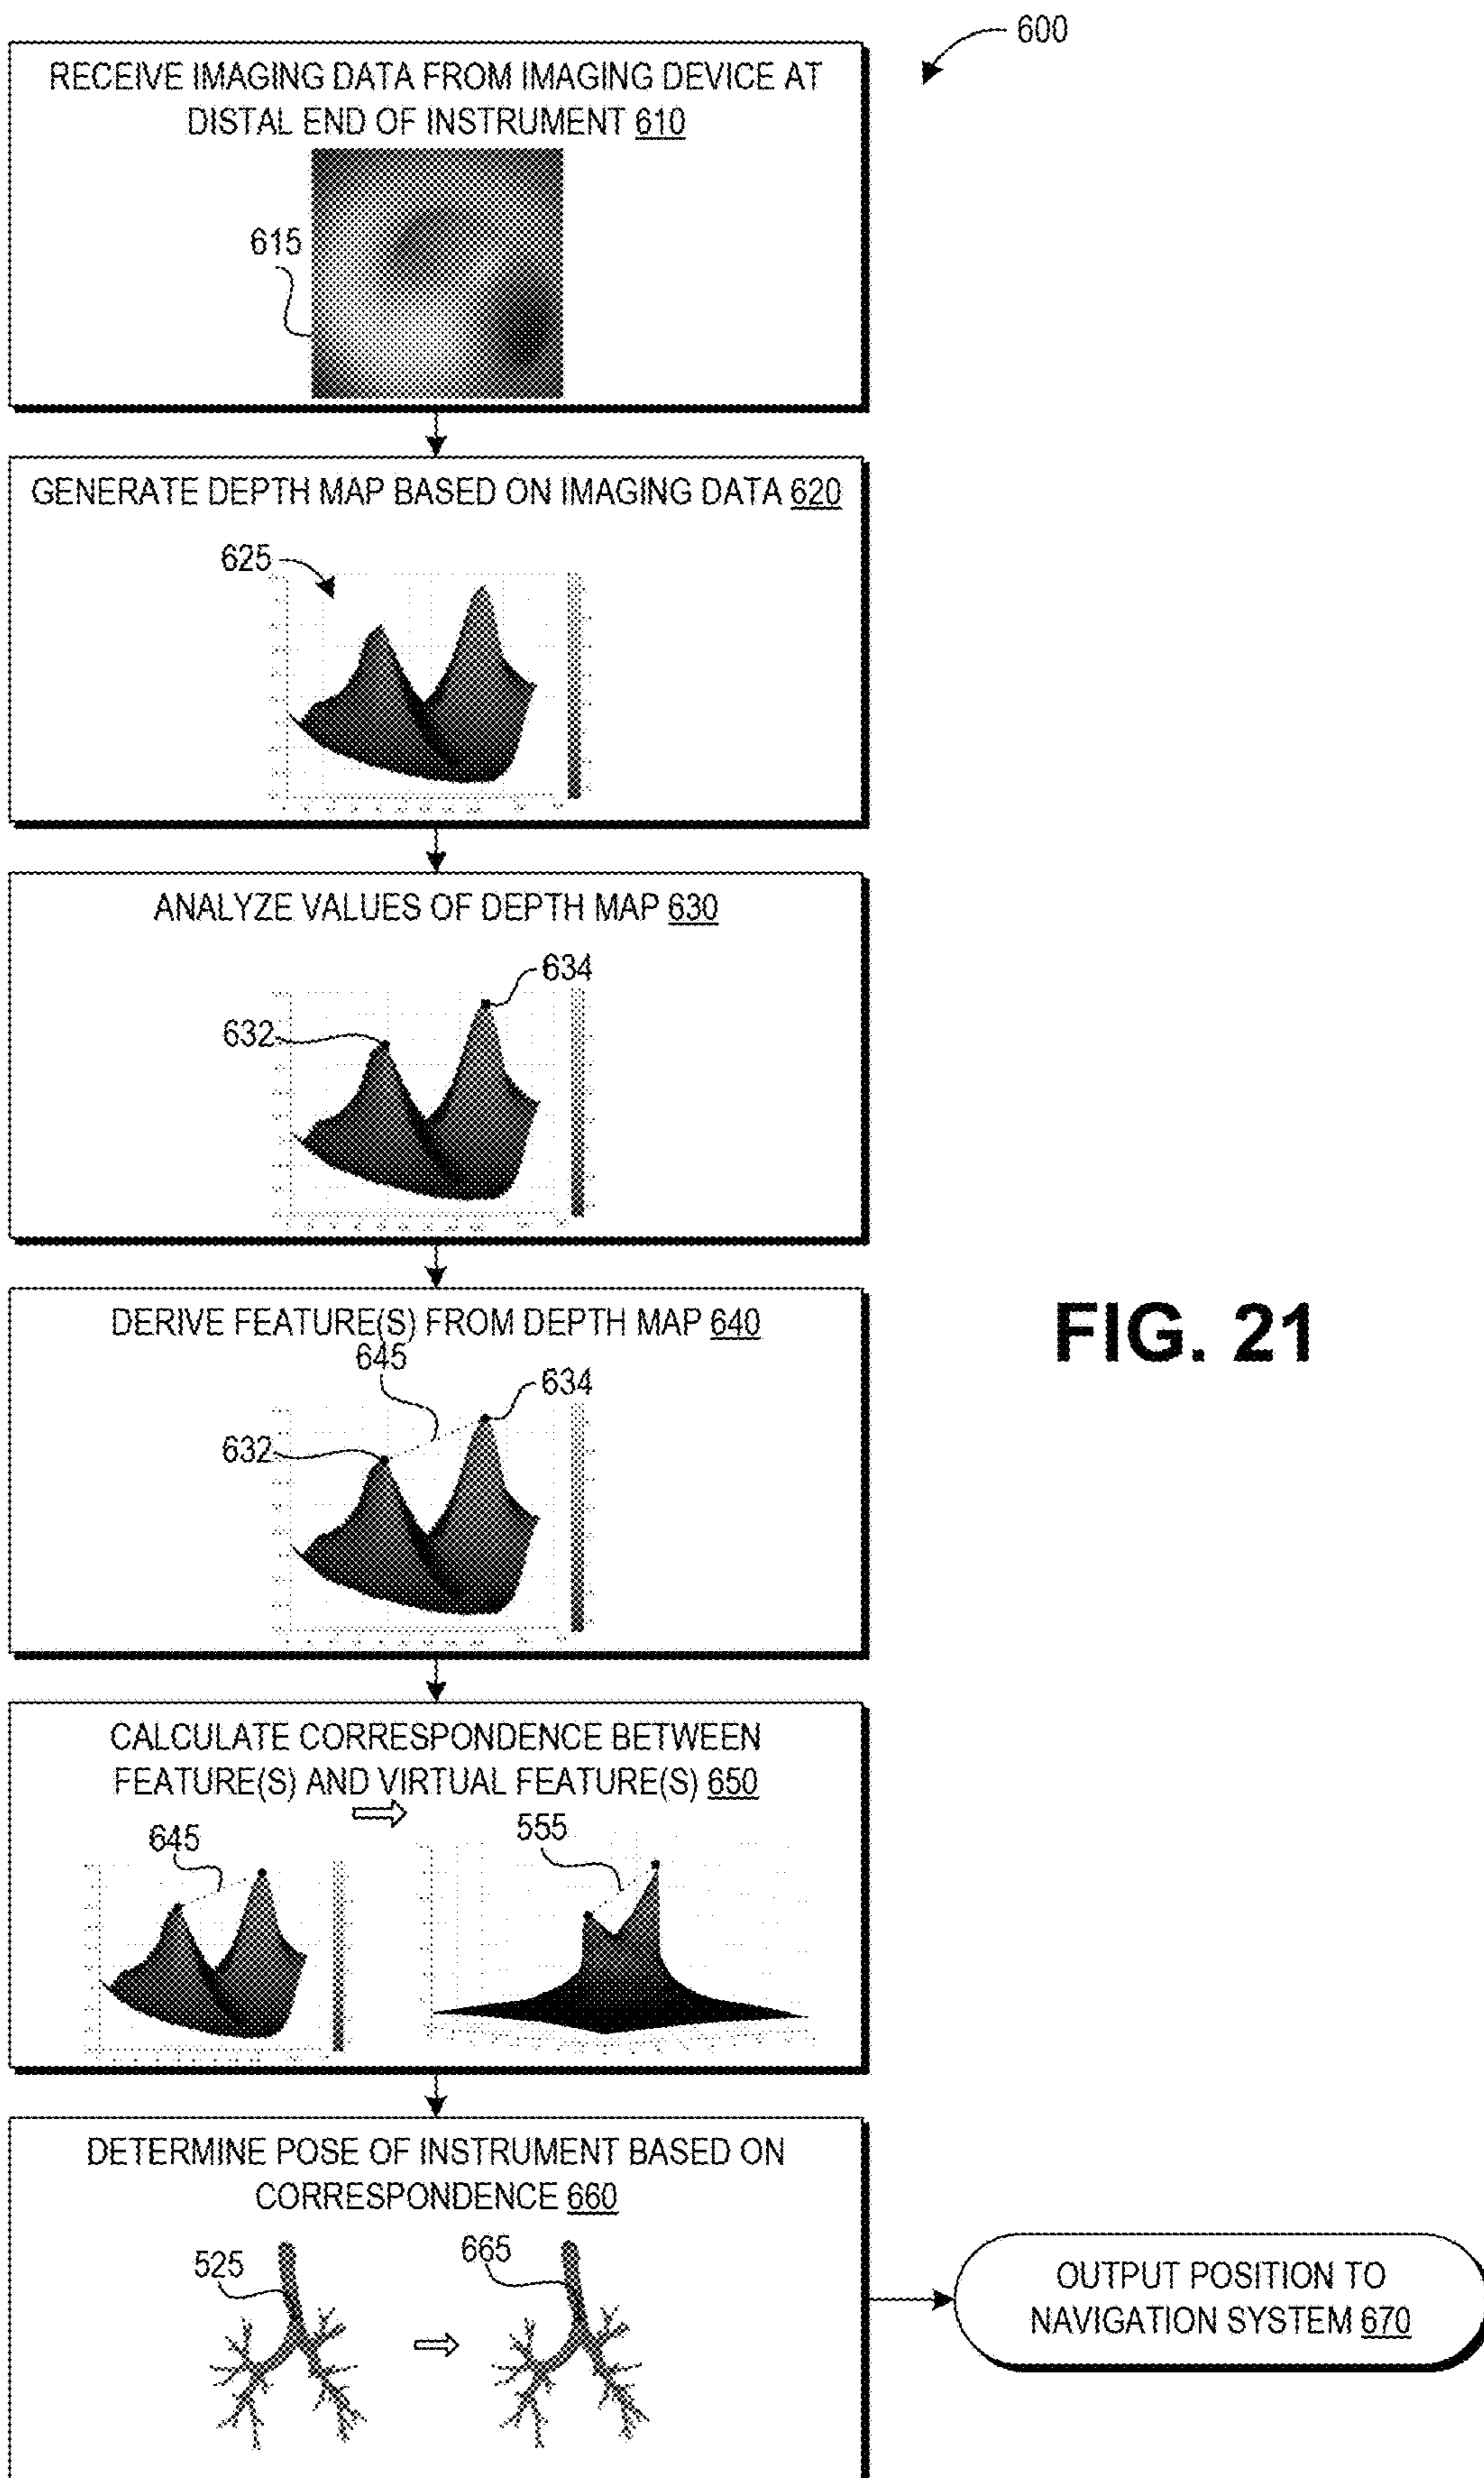 600
RECEIVE IMAGING DATA FROM IMAGING DEVICE AT
DISTAL END OF INSTRUMENT 610
615
GENERATE DEPTH MAP BASED ON IMAGING DATA 620
625
ANALYZE VALUES OF DEPTH MAP 630
634
632
DERIVE FEATURE(S) FROM DEPTH MAP 640
645
634
632
FIG. 21
CALCULATE CORRESPONDENCE BETWEEN
FEATURE(S) AND VIRTUAL FEATURE(S) 650
645
555
DETERMINE POSE OF INSTRUMENT BASED ON
CORRESPONDENCE 660
525
665
OUTPUT POSITION TO
NAVIGATION SYSTEM 670